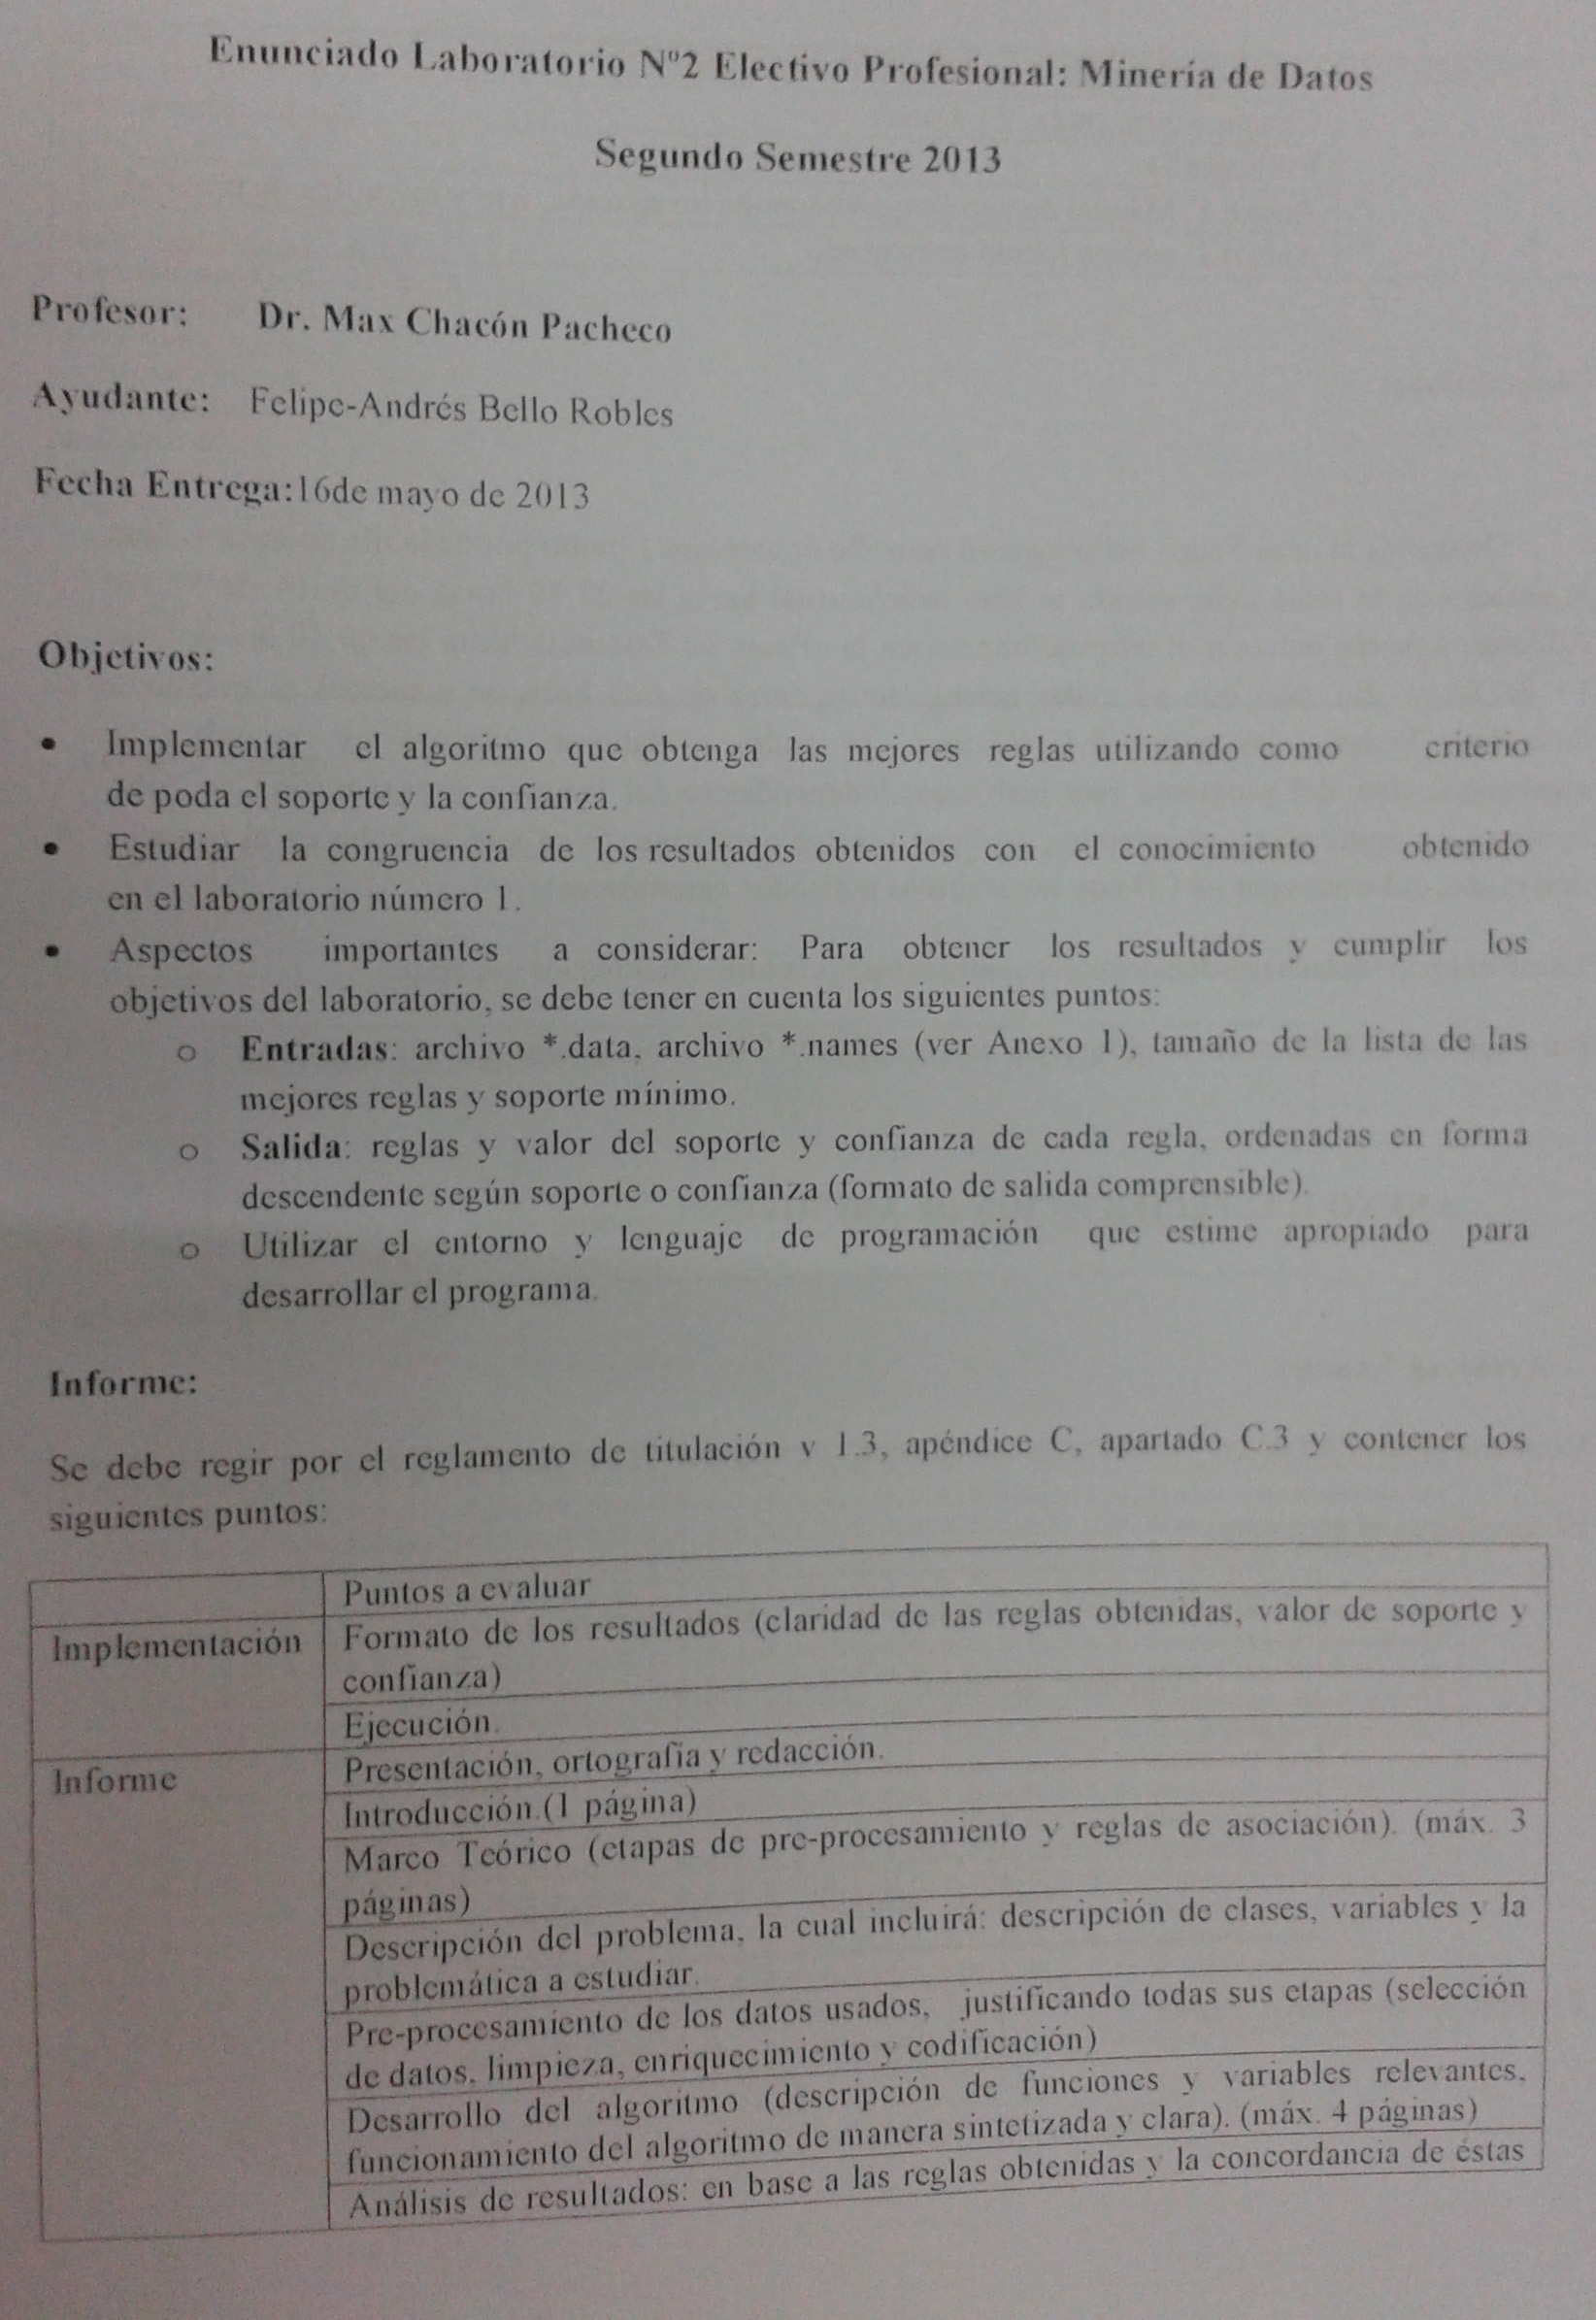 Enunciado Laboratorio Nº2 Electivo Profesional: Minería de Datos
Segundo Semestre 2013
Profesor: Dr. Max Chacón Pacheco
Ayudante: Felipe-Andrés Bello Robles
Fecha Entrega:16de mayo de 2013
Objetivos:
• Implementar el algoritmo que obtenga las mejores reglas utilizando como criterio
de poda el soporte y la confianza.
• Estudiar la congruencia de los resultados obtenidos con el conocimiento obtenido
en el laboratorio número 1.
• Aspectos importantes a considerar: Para obtener los resultados y cumplir los
objetivos del laboratorio, se debe tener en cuenta los siguientes puntos:
o Entradas: archivo *.data, archivo *.names (ver Anexo 1), tamaño de la lista de las
mejores reglas y soporte mínimo.
o Salida: reglas y valor del soporte y confianza de cada regla, ordenadas en forma
descendente según soporte o confianza (formato de salida comprensible).
o Utilizar el entorno y lenguaje de programación que estime apropiado para
desarrollar el programa.
Informe:
Se debe regir por el reglamento de titulación v 1.3, apéndice C, apartado C.3 y contener los
siguientes puntos:
Puntos a evaluar
Implementación Formato de los resultados (claridad de las reglas obtenidas, valor de soporte y
confianza)
Ejecución.
Informe Presentación, ortografía y redacción.
Introducción.(1 página)
Marco Teórico (etapas de pre-procesamiento y reglas de asociación). (máx. 3
páginas)
Descripción del problema, la cual incluirá: descripción de clases, variables y la
problemática a estudiar.
Pre-procesamiento de los datos usados, justificando todas sus etapas (selección
de datos, limpieza, enriquecimiento y codificación)
Desarrollo del algoritmo (descripción de funciones y variables relevantes,
funcionamiento del algoritmo de manera sintetizada y clara). (máx. 4 páginas)
Análisis de resultados: en base a las reglas obtenidas y la concordancia de éstas